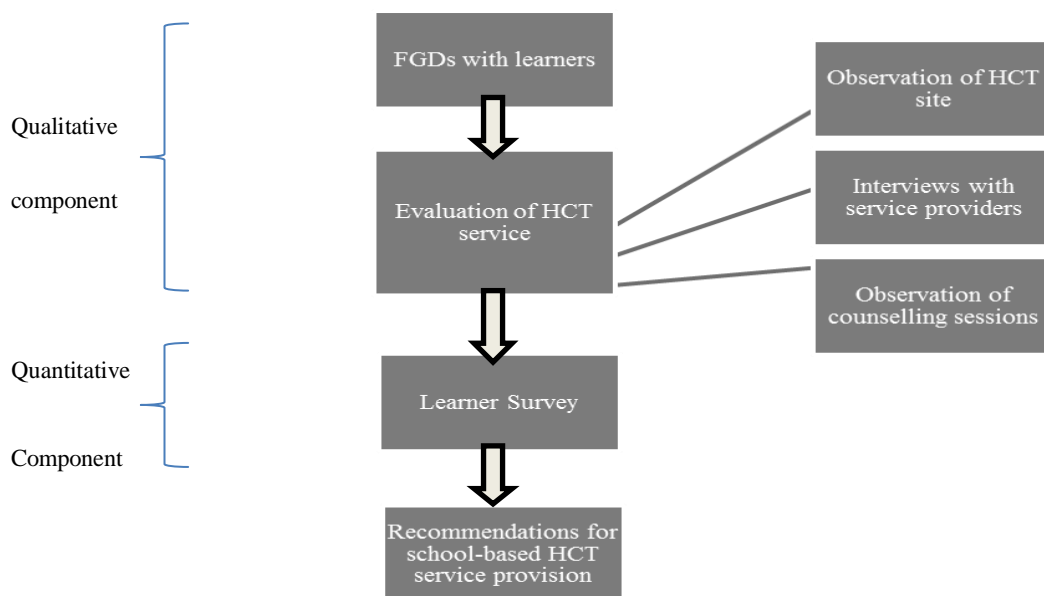 Qualitative
component
Quantitative
Component
FGDs with learners
Evaluation of HCT
service
Learner Survey
Recommendations for
school-based HCT
service provision
Observation of HCT
site
Interviews with
service providers
Observation of
counselling sessions